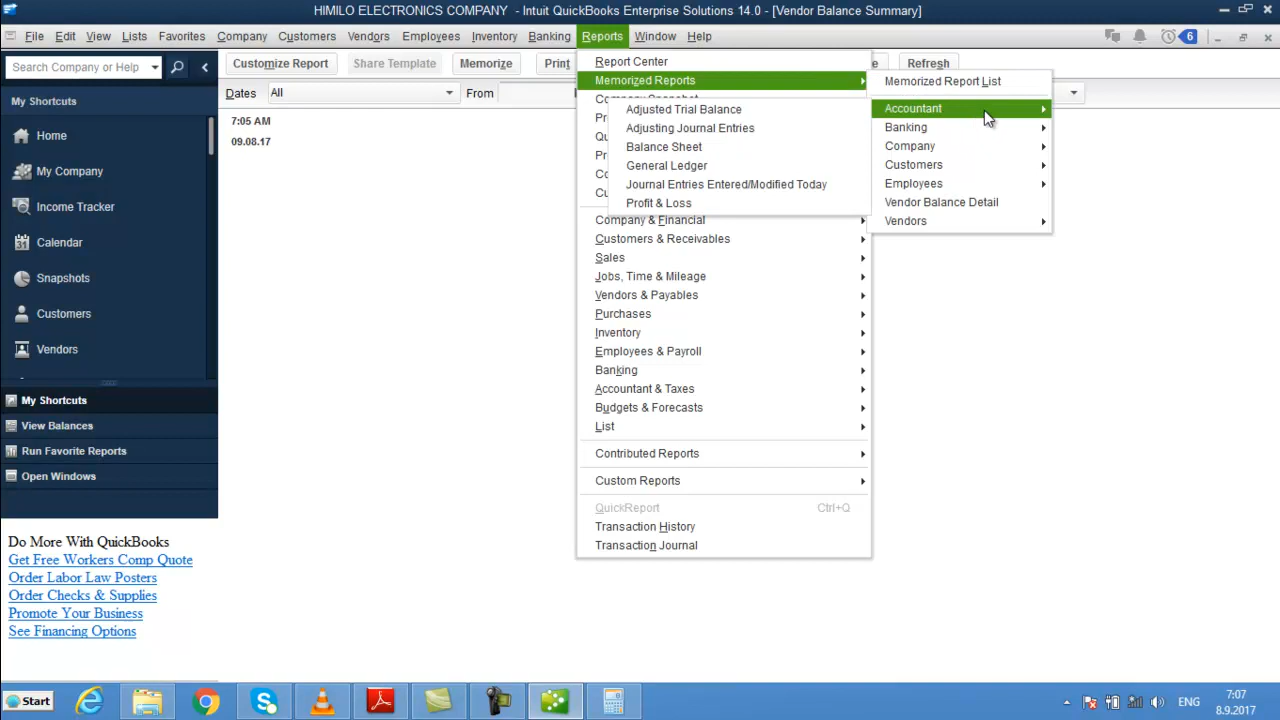 HIMILO ELECTRONICS COMPANY - Intuit QuickBooks Enterprise Solutions 14.0 - [Vendor Balance Summary]
File Edit View Lists Favorites Company Customers Vendors Employees Inventory Banking Reports Window Help 6
Search Company or Help
Customize Report Share Template Memorize Print Refresh
Dates All From
7:05 AM
09.08.17
My Shortcuts
Home
My Company
Income Tracker
Calendar
Snapshots
Customers
Vendors
My Shortcuts
View Balances
Run Favorite Reports
Open Windows
Do More With QuickBooks
Get Free Workers Comp Quote
Order Labor Law Posters
Order Checks & Supplies
Promote Your Business
See Financing Options
Report Center
Memorized Reports
Company & Financial
Customers & Receivables
Sales
Jobs, Time & Mileage
Vendors & Payables
Purchases
Inventory
Employees & Payroll
Banking
Accountant & Taxes
Budgets & Forecasts
List
Contributed Reports
Custom Reports
QuickReport Ctrl+Q
Transaction History
Transaction Journal
Memorized Report List
Accountant
Banking
Company
Customers
Employees
Vendor Balance Detail
Vendors
Adjusted Trial Balance
Adjusting Journal Entries
Balance Sheet
General Ledger
Journal Entries Entered/Modified Today
Profit & Loss
Start
ENG
7:07
8.9.2017